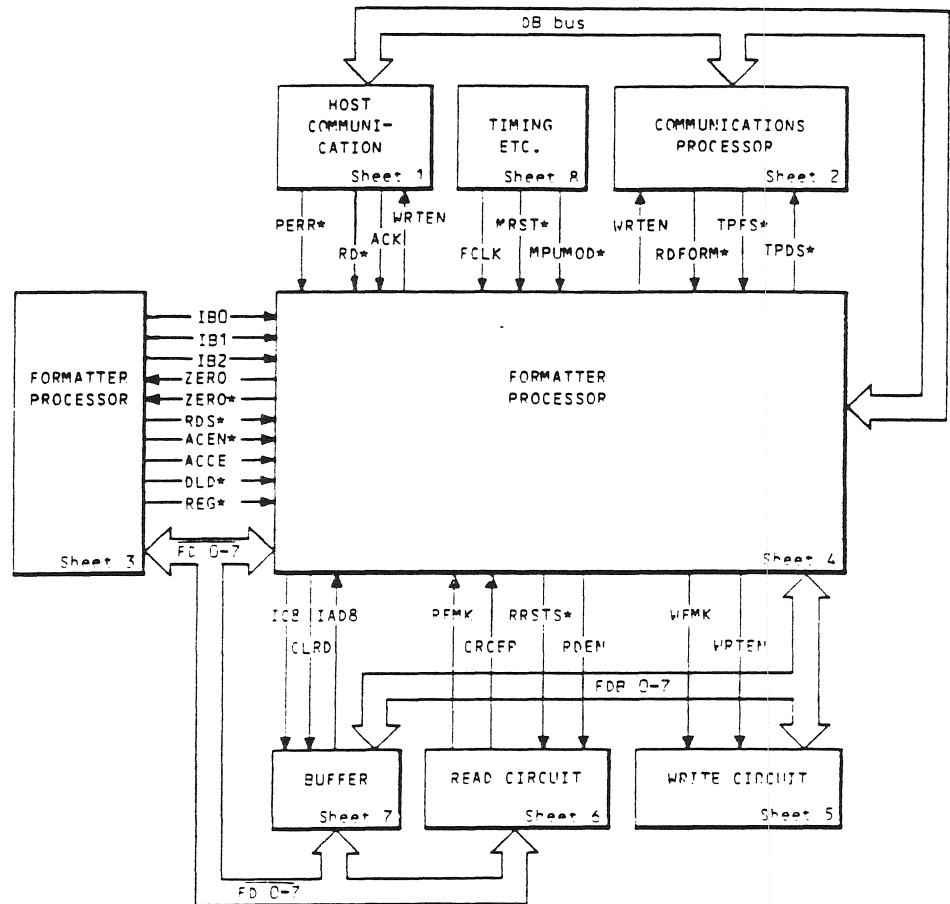 DB bus
HOST
COMMUNI-
CATION
Sheet 1
TIMING
ETC.
Sheet 8
COMMUNICATIONS
PROCESSOR
Sheet 2
PERR*
RD*
ACK
WRTEN
FCLK
MRST*
MPUMOD*
WRTEN
RDFORM*
TPFS*
TPDS*
FORMATTER
PROCESSOR
Sheet 3
IB0
IB1
IB2
ZERO
ZERO*
RDS*
ACEN*
ACCE
DLD*
REG*
FD 0-7
FORMATTER
PROCESSOR
Sheet 4
IC8
IAD8
CLRD
RFMK
CRCER
RRSTS*
RDEN
WFMK
WRTEN
FDB 0-7
BUFFER
Sheet 7
READ CIRCUIT
Sheet 6
WRITE CIRCUIT
Sheet 5
FD 0-7